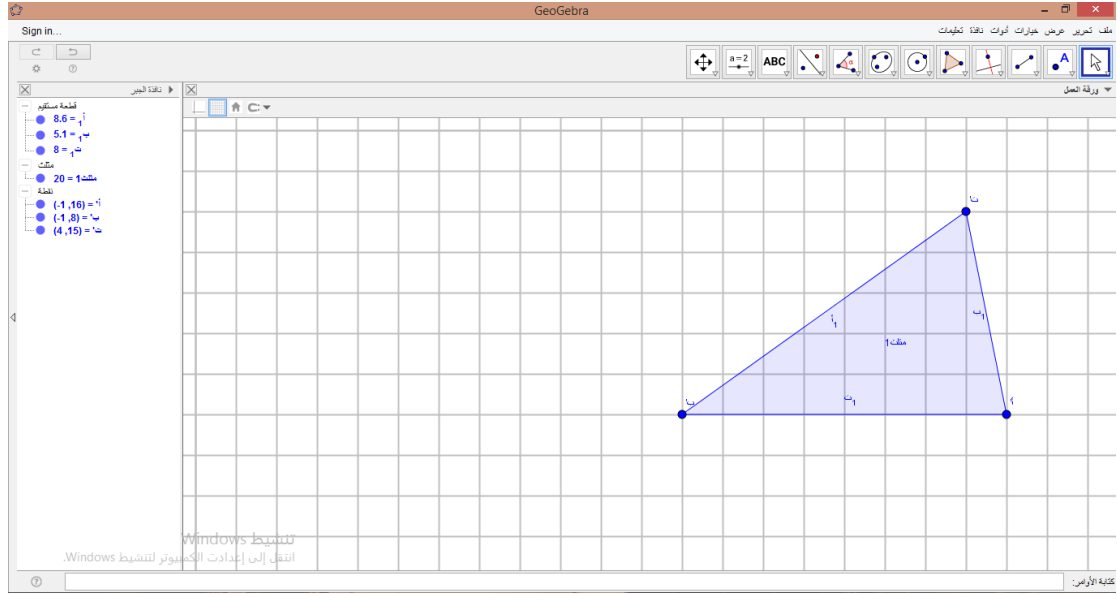 GeoGebra
Sign in...
ملف تحرير عرض خيارات أدوات نافذة تعليمات
a=2
ABC
α
A
نافذة الجبر
ورقة العمل
قطعة مستقيم
أ₁ = 8.6
ب₁ = 5.1
ت₁ = 8
مثلث
مثلث1 = 20
نقطة
أ' = (16, 1-)
ب' = (8, 1-)
ت' = (15, 4)
ت'
أ₁
ب₁
مثلث1
ت₁
ب'
أ'
تنشيط Windows
انتقل إلى إعدادت الكمبيوتر لتنشيط Windows.
كتابة الأوامر: